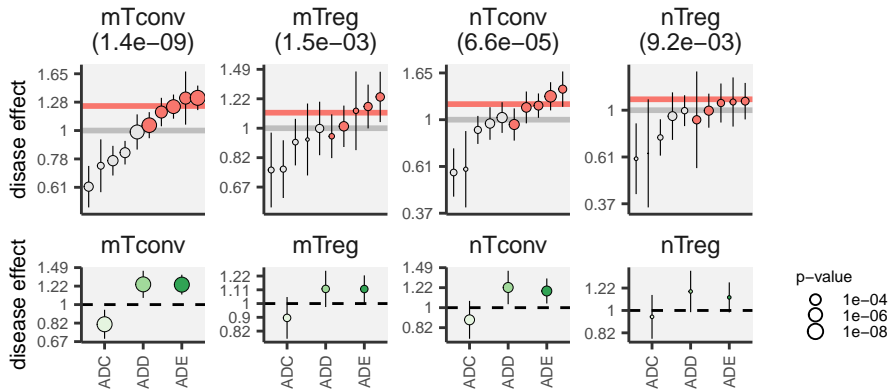 mTconv
(1.4e−09)
mTreg
(1.5e−03)
nTconv
(6.6e−05)
nTreg
(9.2e−03)
disase effect
1.65
1.28
1
0.78
0.61
1.49
1.22
1
0.82
0.67
1.65
1
0.61
0.37
1
0.61
0.37
mTconv
mTreg
nTconv
nTreg
disease effect
1.49
1.22
1
0.82
0.67
1.22
1.11
1
0.9
0.82
1.49
1.22
1
0.82
1.22
1
0.82
ADC
ADD
ADE
ADC
ADD
ADE
ADC
ADD
ADE
ADC
ADD
ADE
p−value
1e−04
1e−06
1e−08